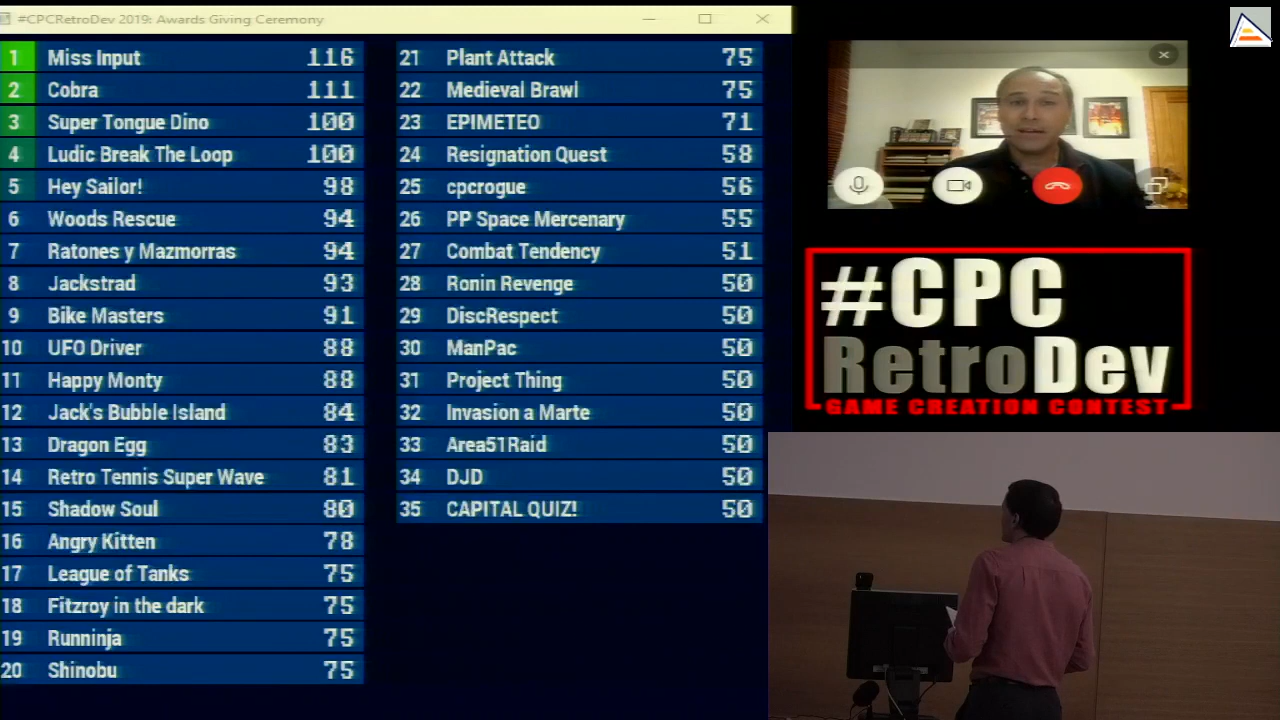 #CPCRetroDev 2019: Awards Giving Ceremony
1 Miss Input 116
2 Cobra 111
3 Super Tongue Dino 100
4 Ludic Break The Loop 100
5 Hey Sailor! 98
6 Woods Rescue 94
7 Ratones y Mazmorras 94
8 Jackstrad 93
9 Bike Masters 91
10 UFO Driver 88
11 Happy Monty 88
12 Jack's Bubble Island 84
13 Dragon Egg 83
14 Retro Tennis Super Wave 81
15 Shadow Soul 80
16 Angry Kitten 78
17 League of Tanks 75
18 Fitzroy in the dark 75
19 Runninja 75
20 Shinobu 75
21 Plant Attack 75
22 Medieval Brawl 75
23 EPIMETEO 71
24 Resignation Quest 58
25 cpcrogue 56
26 PP Space Mercenary 55
27 Combat Tendency 51
28 Ronin Revenge 50
29 DiscRespect 50
30 ManPac 50
31 Project Thing 50
32 Invasion a Marte 50
33 Area51Raid 50
34 DJD 50
35 CAPITAL QUIZ! 50
#CPC
RetroDev
GAME CREATION CONTEST